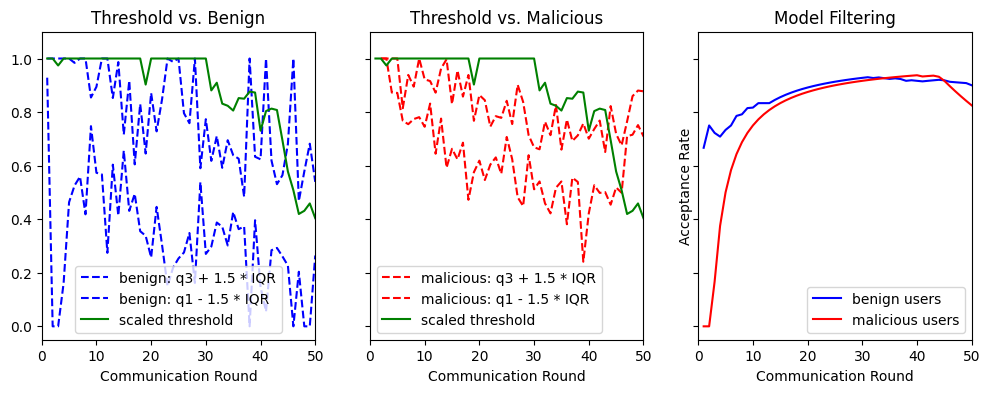 Threshold vs. Benign
1.0
0.8
0.6
0.4
0.2
0.0
0 10 20 30 40 50
Communication Round
benign: q3 + 1.5 * IQR
benign: q1 - 1.5 * IQR
scaled threshold
Threshold vs. Malicious
0 10 20 30 40 50
Communication Round
malicious: q3 + 1.5 * IQR
malicious: q1 - 1.5 * IQR
scaled threshold
Model Filtering
Acceptance Rate
0 10 20 30 40 50
Communication Round
benign users
malicious users